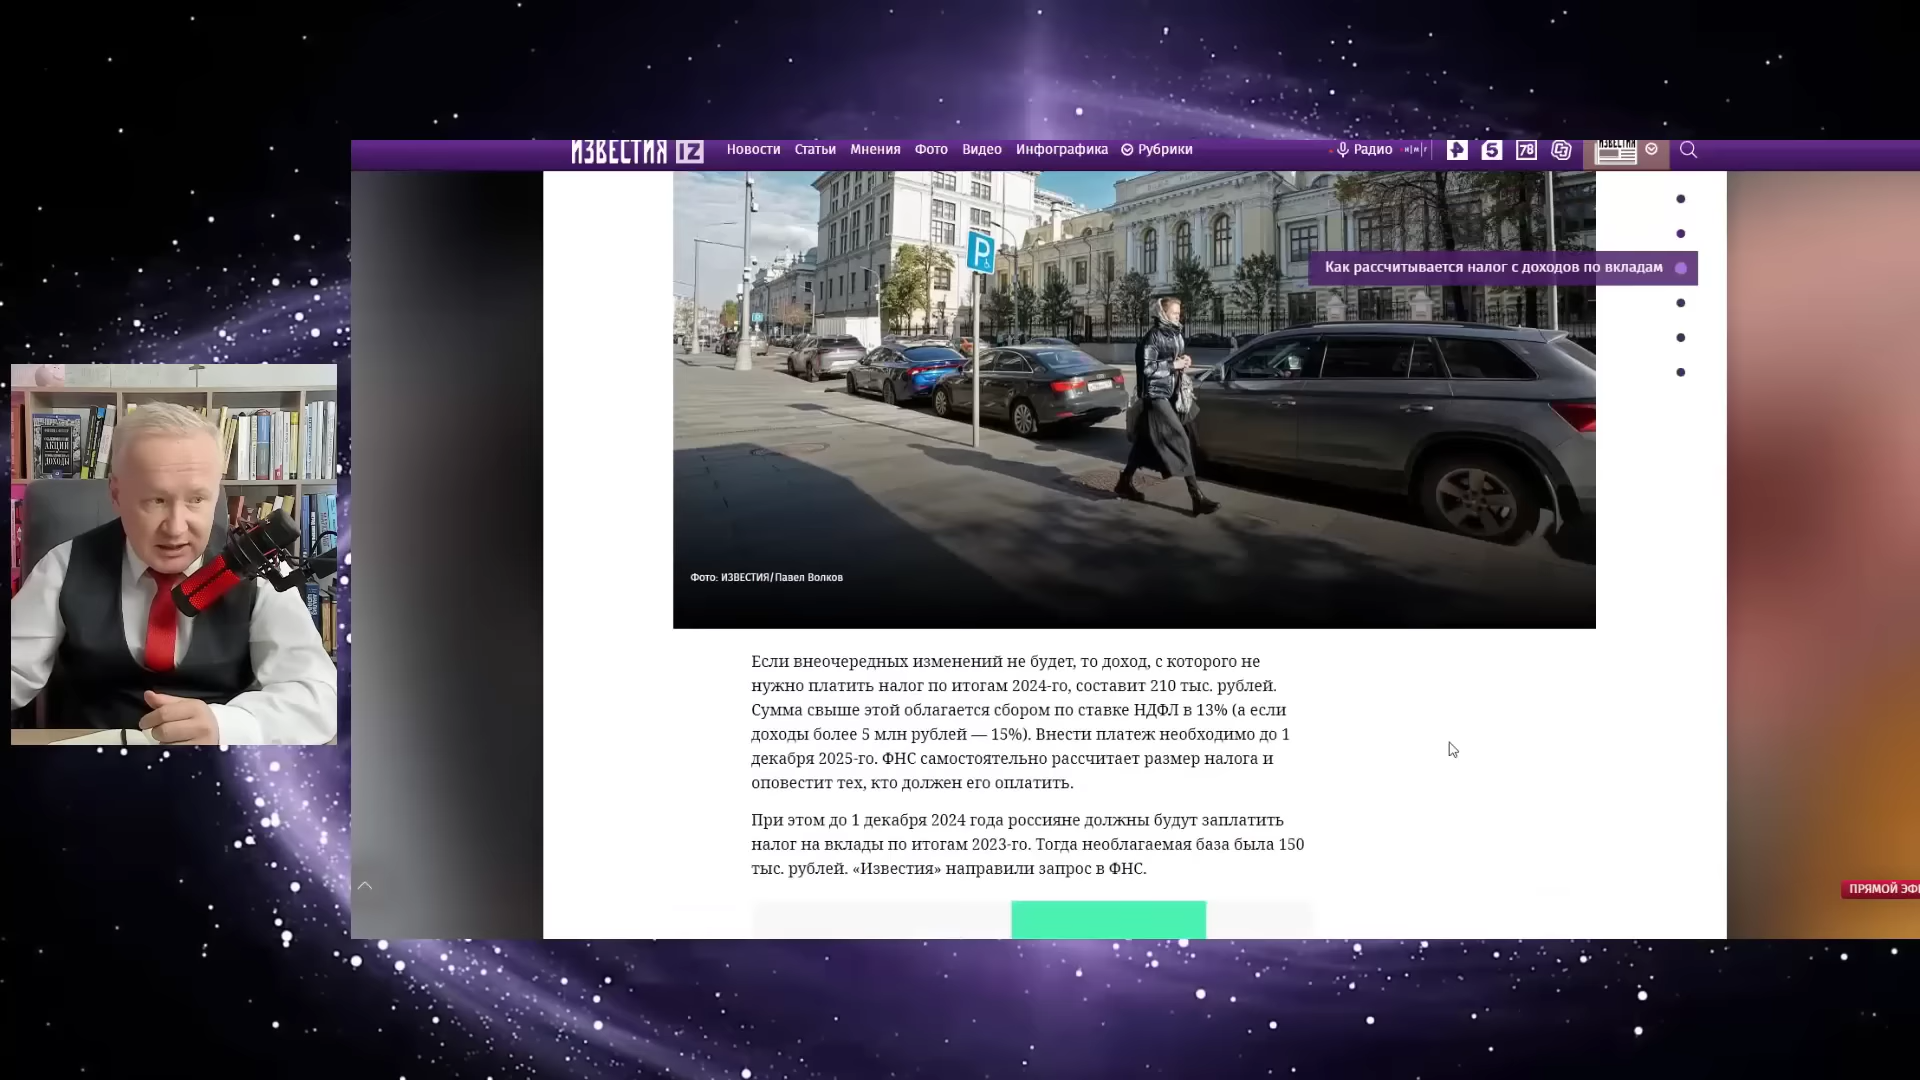 ИЗВЕСТИЯ IZ Новости Статьи Мнения Фото Видео Инфографика Рубрики Радио 5 78 ИЗВЕСТИЯ
P
Как рассчитывается налог с доходов по вкладам
АКЦИИ
ДОХОДЫ
Фото: ИЗВЕСТИЯ/Павел Волков
Если внеочередных изменений не будет, то доход, с которого не
нужно платить налог по итогам 2024-го, составит 210 тыс. рублей.
Сумма свыше этой облагается сбором по ставке НДФЛ в 13% (а если
доходы более 5 млн рублей — 15%). Внести платеж необходимо до 1
декабря 2025-го. ФНС самостоятельно рассчитает размер налога и
оповестит тех, кто должен его оплатить.
При этом до 1 декабря 2024 года россияне должны будут заплатить
налог на вклады по итогам 2023-го. Тогда необлагаемая база была 150
тыс. рублей. «Известия» направили запрос в ФНС.
ПРЯМОЙ ЭФИ